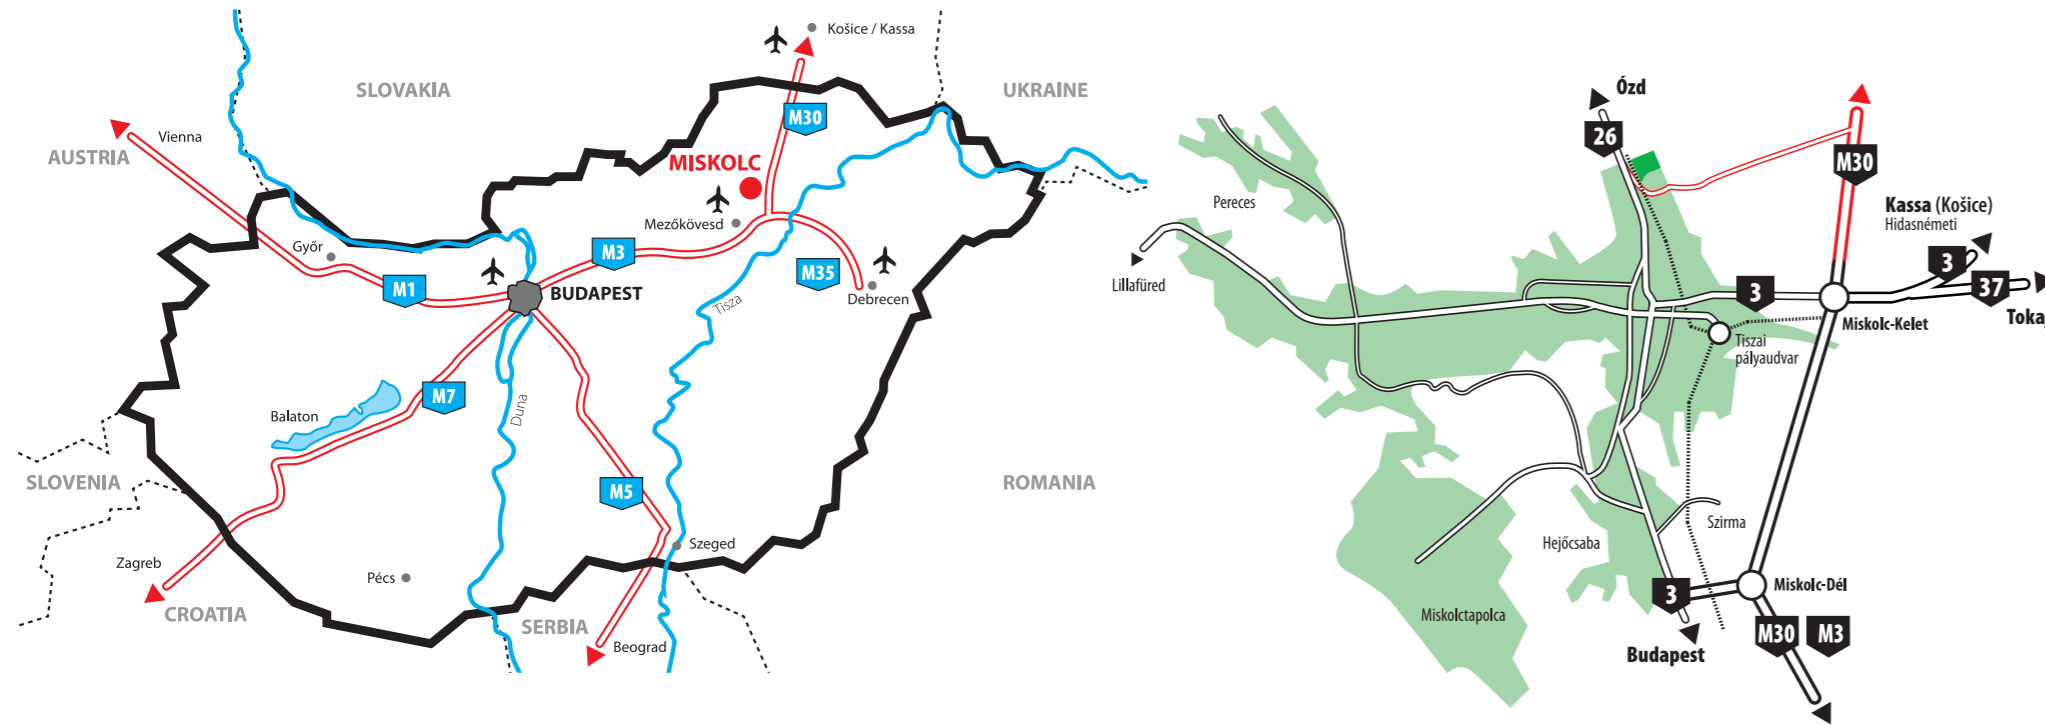 Košice / Kassa
SLOVAKIA
UKRAINE
M30
Vienna
AUSTRIA
MISKOLC
Mezőkövesd
Győr
M3
M1
M35
BUDAPEST
Debrecen
Tisza
M7
Balaton
Duna
SLOVENIA
M5
ROMANIA
Szeged
Zagreb
Pécs
CROATIA
SERBIA
Beograd
Ózd
26
M30
Pereces
Kassa (Košice)
Hidasnémeti
3
Lillafüred
3
37
Miskolc-Kelet
Tiszai
pályaudvar
Szirma
Hejőcsaba
Miskolc-Dél
3
Miskolctapolca
M30
M3
Budapest